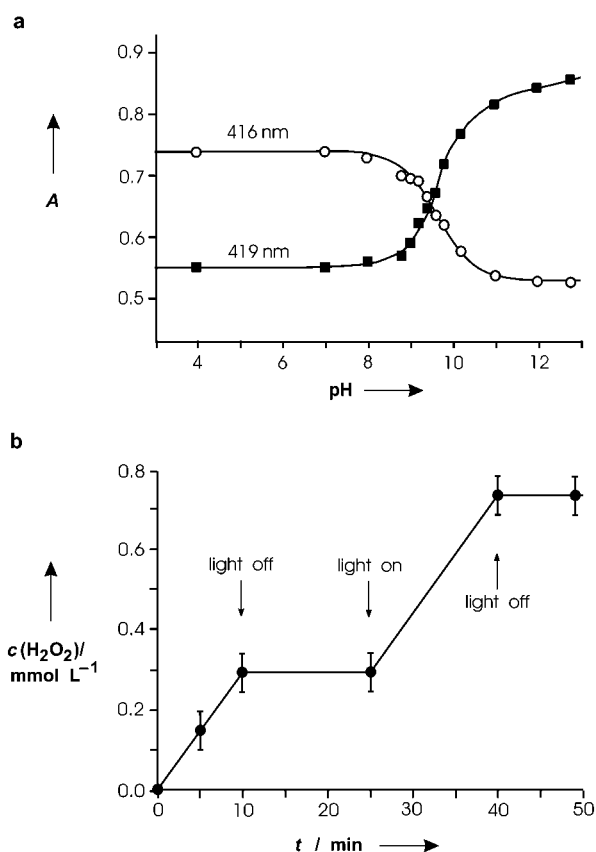 a
0.9
0.8
0.7
0.6
0.5
A
416 nm
419 nm
4 6 8 10 12
pH
b
0.8
0.6
0.4
0.2
0.0
c(H₂O₂)/
mmol L⁻¹
light off
light on
light off
0 10 20 30 40 50
t / min